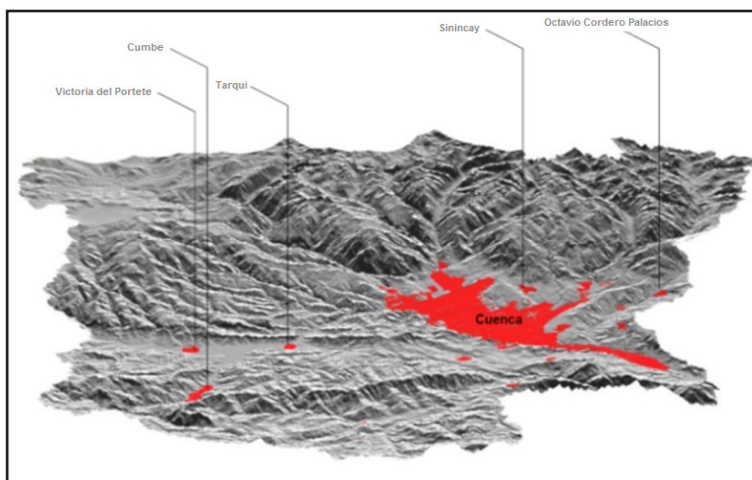 Octavio Cordero Palacios
Sinincay
Cumbe
Tarqui
Victoria del Portete
Cuenca